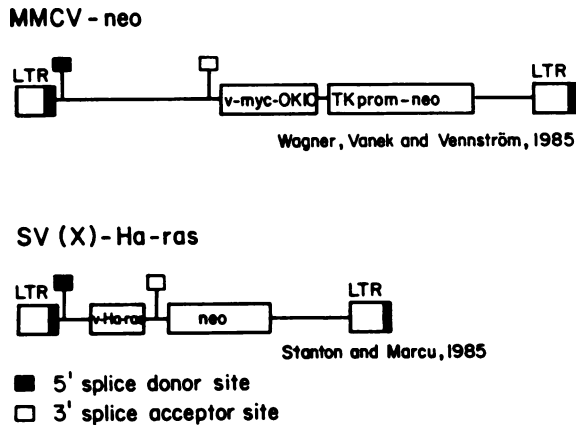 MMCV-neo
LTR
LTR
v-myc-OK10
TKprom-neo
Wagner, Vanek and Vennström, 1985
SV (X)-Ha-ras
LTR
LTR
v-Ha-ras
neo
Stanton and Marcu, 1985
5' splice donor site
3' splice acceptor site